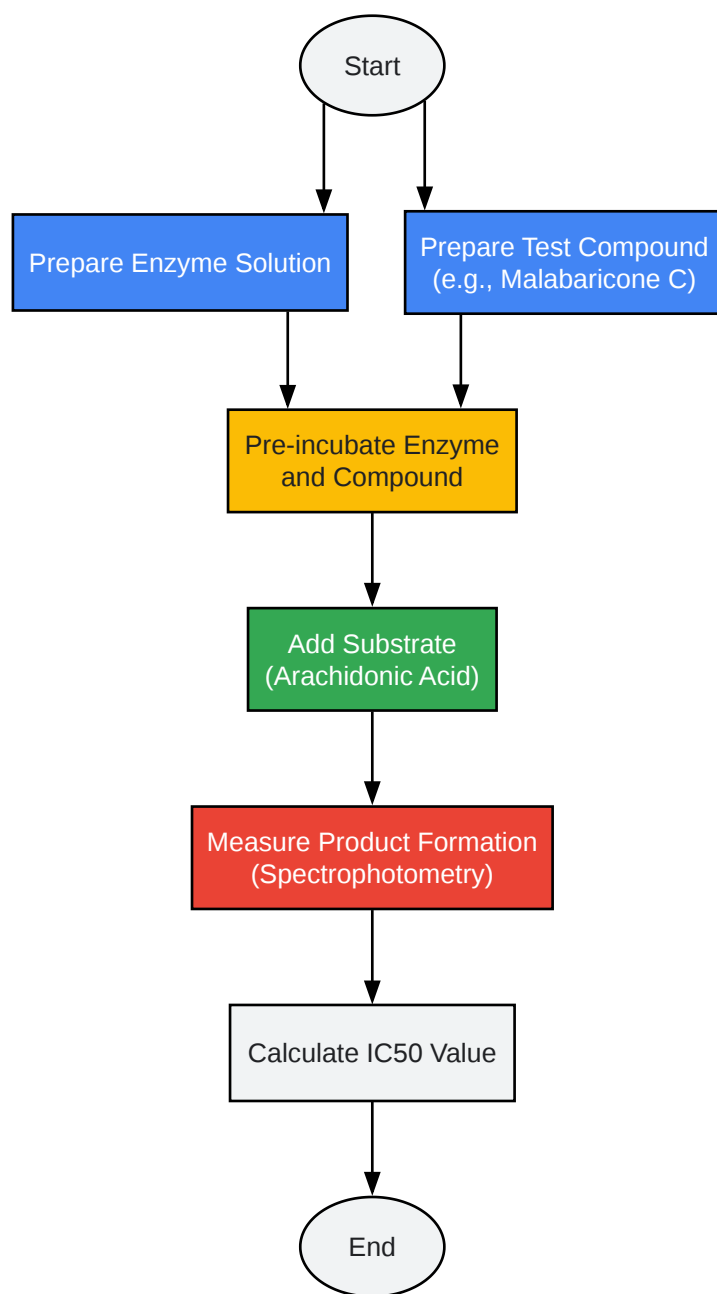 Start
Prepare Enzyme Solution
Prepare Test Compound
(e.g., Malabaricone C)
Pre-incubate Enzyme
and Compound
Add Substrate
(Arachidonic Acid)
Measure Product Formation
(Spectrophotometry)
Calculate IC50 Value
End